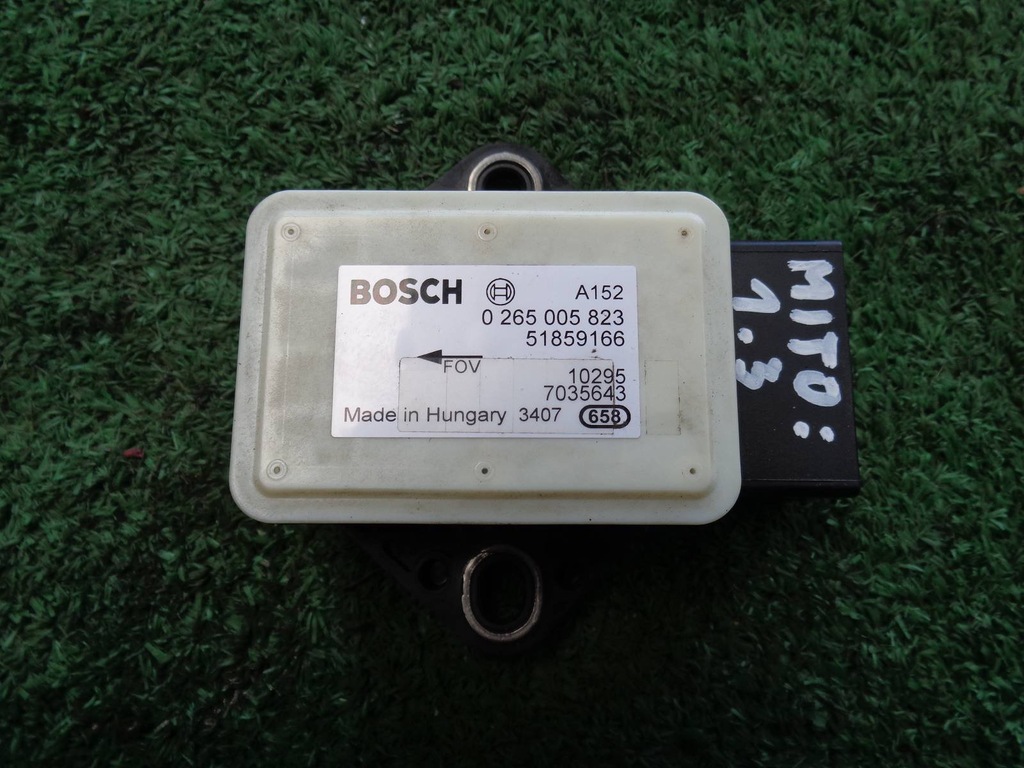 BOSCH A152
0 265 005 823
51859166
FOV
10295
7035643
Made in Hungary 3407 658
MITO:
1.3